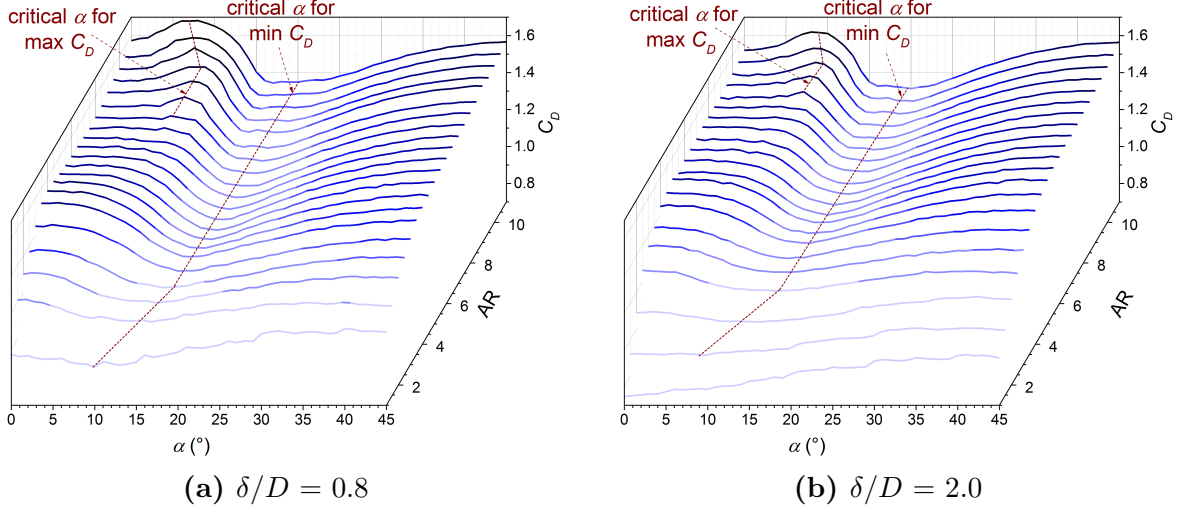 critical α for
max C_D
critical α for
min C_D
1.6
1.4
1.2
1.0
0.8
C_D
10
8
6
4
2
AR
0 5 10 15 20 25 30 35 40 45
α (°)
(a) δ/D = 0.8
critical α for
max C_D
critical α for
min C_D
1.6
1.4
1.2
1.0
0.8
C_D
10
8
6
4
2
AR
0 5 10 15 20 25 30 35 40 45
α (°)
(b) δ/D = 2.0